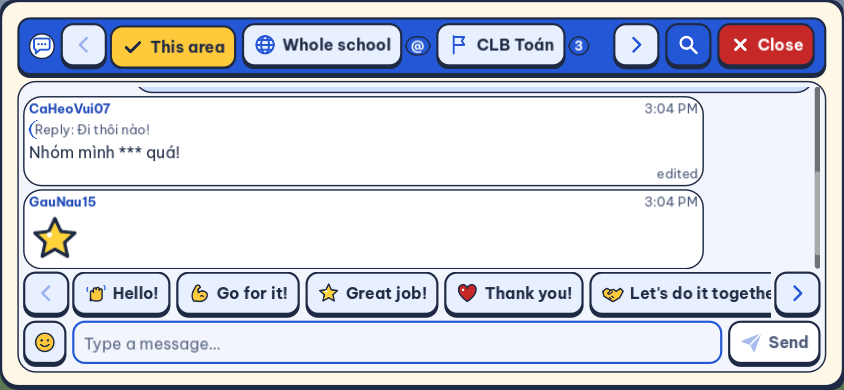 This area
Whole school
@
CLB Toán
3
Close
CaHeoVui07
3:04 PM
Reply: Đi thôi nào!
Nhóm mình *** quá!
edited
GauNau15
3:04 PM
Hello!
Go for it!
Great job!
Thank you!
Let's do it togethe
Type a message...
Send